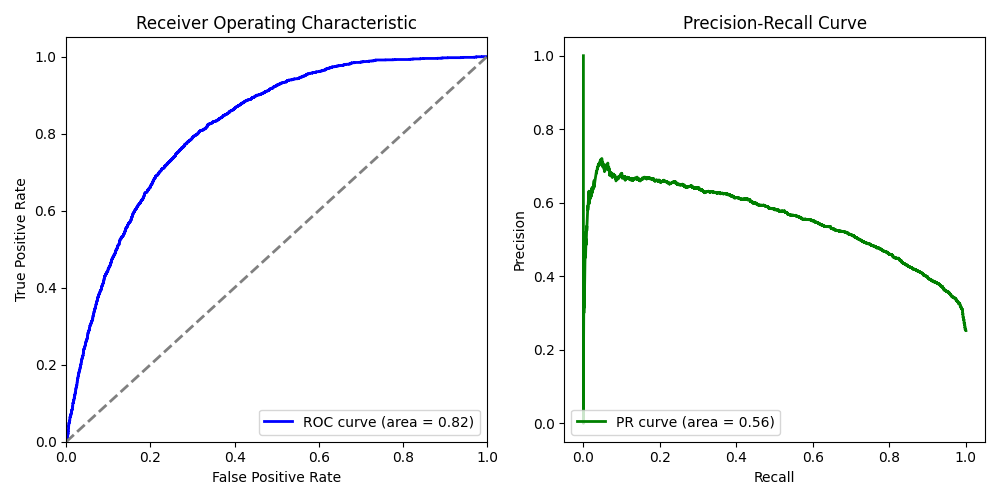 Receiver Operating Characteristic
True Positive Rate
1.0
0.8
0.6
0.4
0.2
0.0
0.0 0.2 0.4 0.6 0.8 1.0
False Positive Rate
ROC curve (area = 0.82)
Precision-Recall Curve
Precision
1.0
0.8
0.6
0.4
0.2
0.0
0.0 0.2 0.4 0.6 0.8 1.0
Recall
PR curve (area = 0.56)